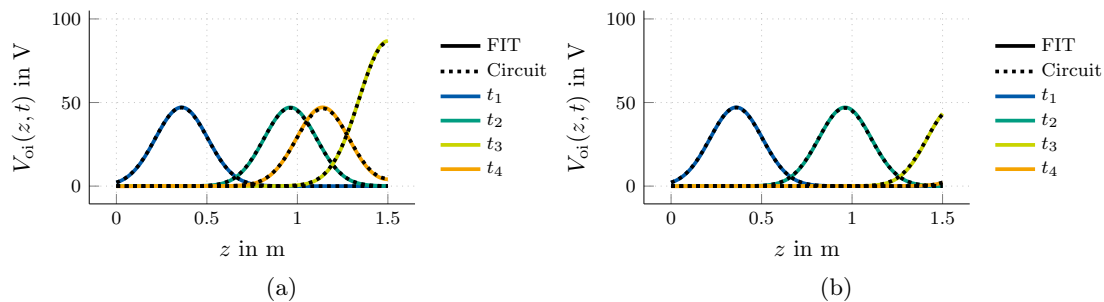 100
50
0
V_oi(z, t) in V
0
0.5
1
1.5
z in m
FIT
Circuit
t_1
t_2
t_3
t_4
(a)
100
50
0
V_oi(z, t) in V
0
0.5
1
1.5
z in m
FIT
Circuit
t_1
t_2
t_3
t_4
(b)